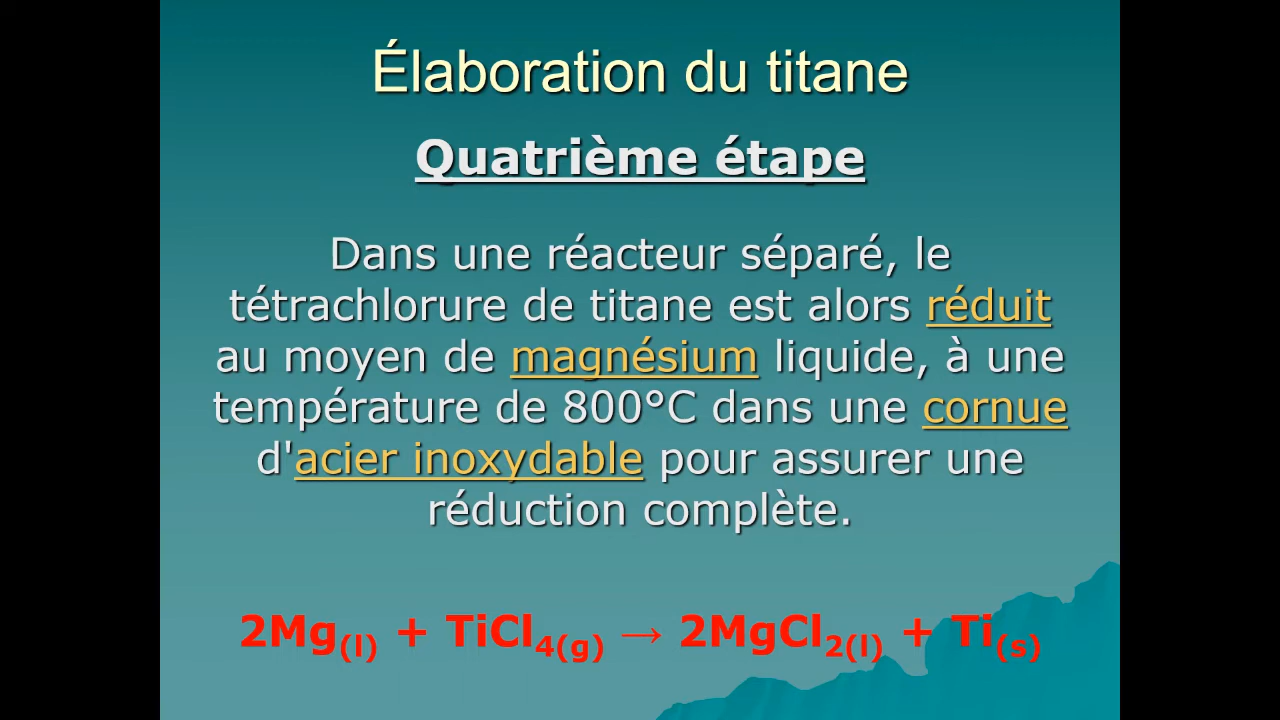 Élaboration du titane
Quatrième étape
Dans une réacteur séparé, le
tétrachlorure de titane est alors réduit
au moyen de magnésium liquide, à une
température de 800°C dans une cornue
d'acier inoxydable pour assurer une
réduction complète.
2Mg(l) + TiCl4(g) → 2MgCl2(l) + Ti(s)